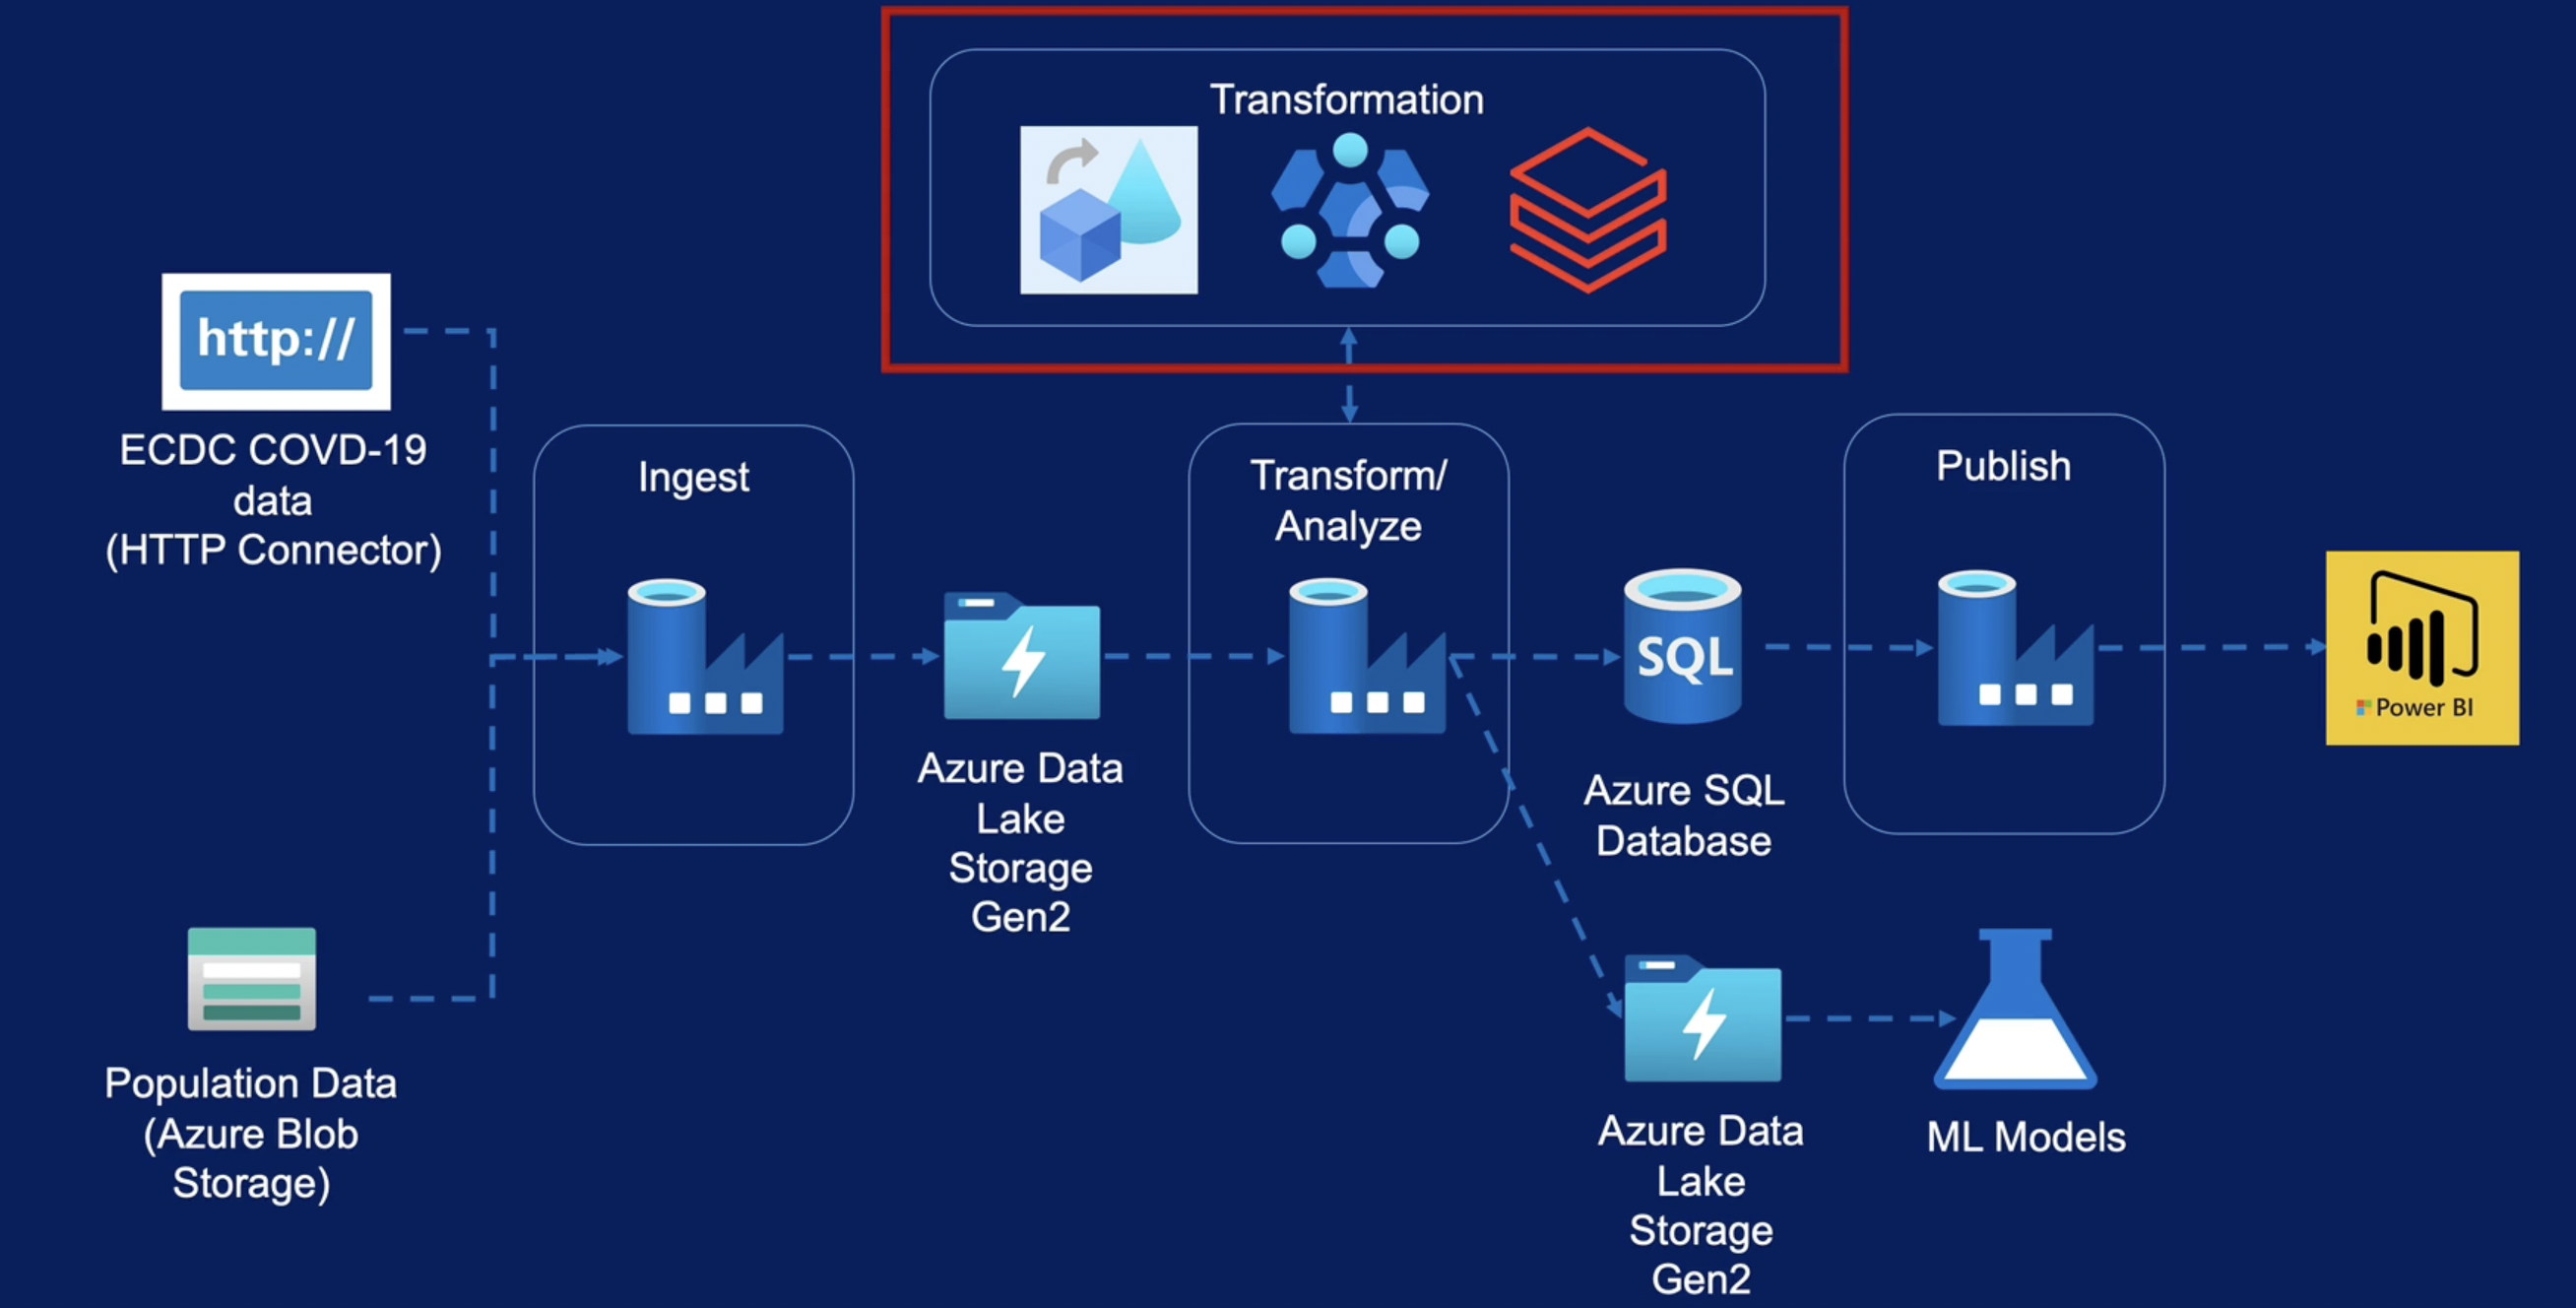 Transformation
http://
ECDC COVD-19
data
(HTTP Connector)
Ingest
Transform/
Analyze
Publish
SQL
Power BI
Azure Data
Lake
Storage
Gen2
Azure SQL
Database
Population Data
(Azure Blob
Storage)
Azure Data
Lake
Storage
Gen2
ML Models